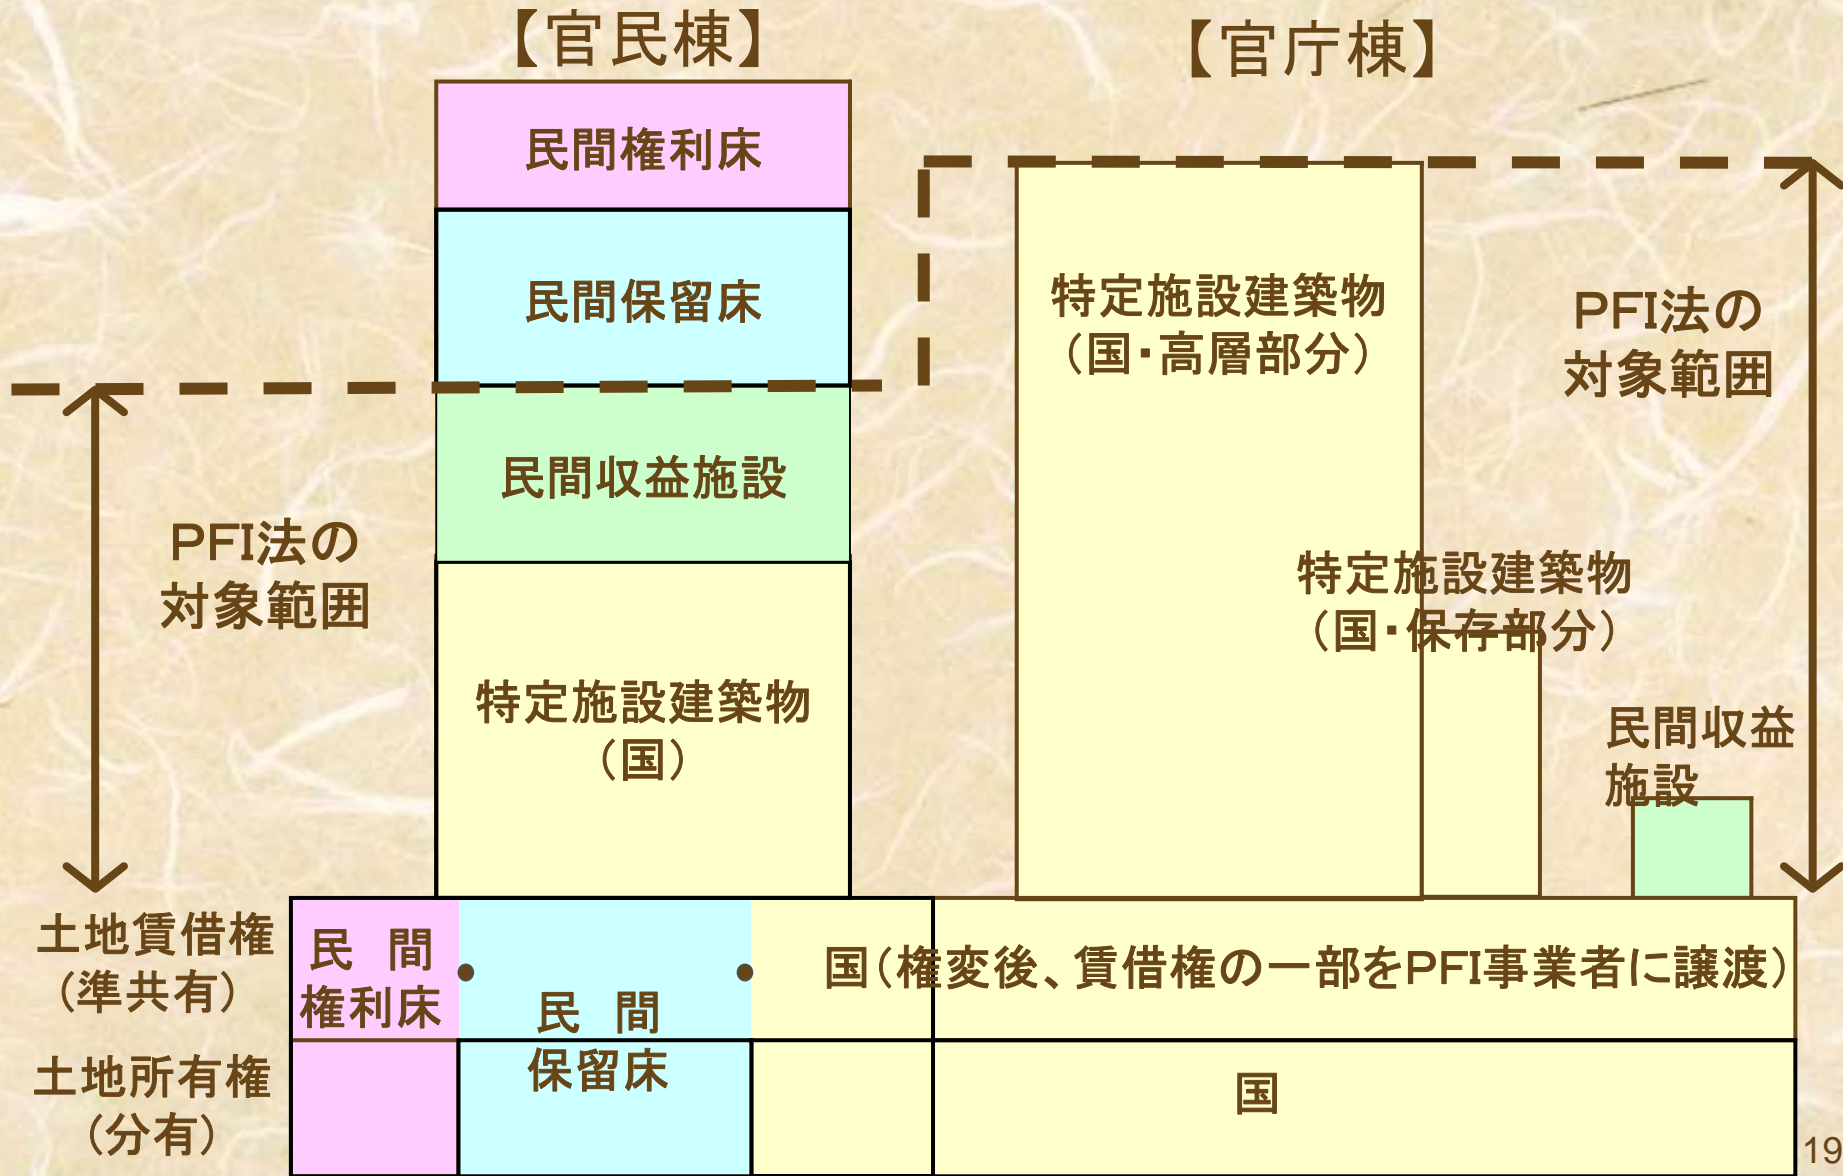 【官民棟】
【官庁棟】
民間権利床
民間保留床
民間収益施設
特定施設建築物
（国）
PFI法の
対象範囲
特定施設建築物
（国・高層部分）
特定施設建築物
（国・保存部分）
民間収益
施設
PFI法の
対象範囲
土地賃借権
（準共有）
民　間
権利床
民　間
保留床
国（権変後、賃借権の一部をPFI事業者に譲渡）
土地所有権
（分有）
国
19